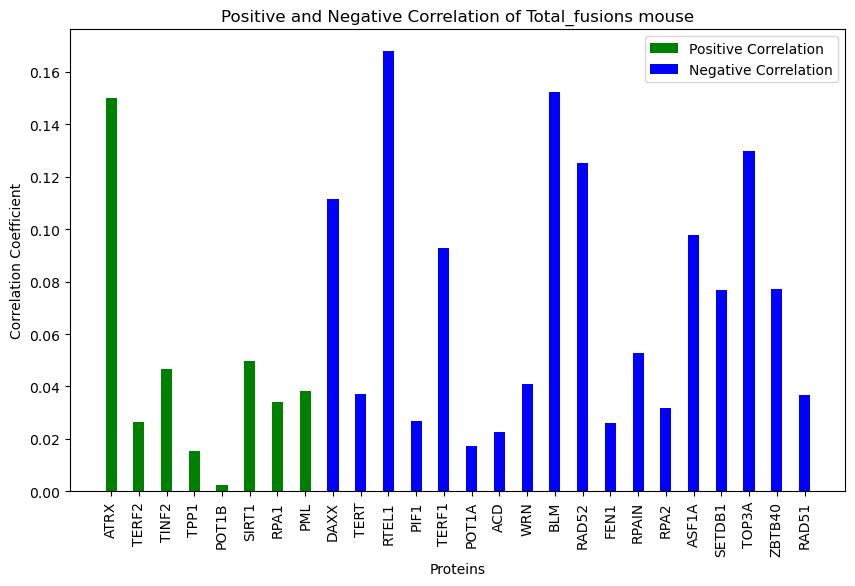 Positive and Negative Correlation of Total_fusions mouse
Positive Correlation
Negative Correlation
Correlation Coefficient
0.16
0.14
0.12
0.10
0.08
0.06
0.04
0.02
0.00
ATRX
TERF2
TINF2
TPP1
POT1B
SIRT1
RPA1
PML
DAXX
TERT
RTEL1
PIF1
TERF1
POT1A
ACD
WRN
BLM
RAD52
FEN1
RPAIN
RPA2
ASF1A
SETDB1
TOP3A
ZBTB40
RAD51
Proteins